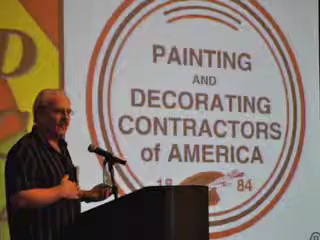 PAINTING
AND
DECORATING
CONTRACTORS
of AMERICA
18 84